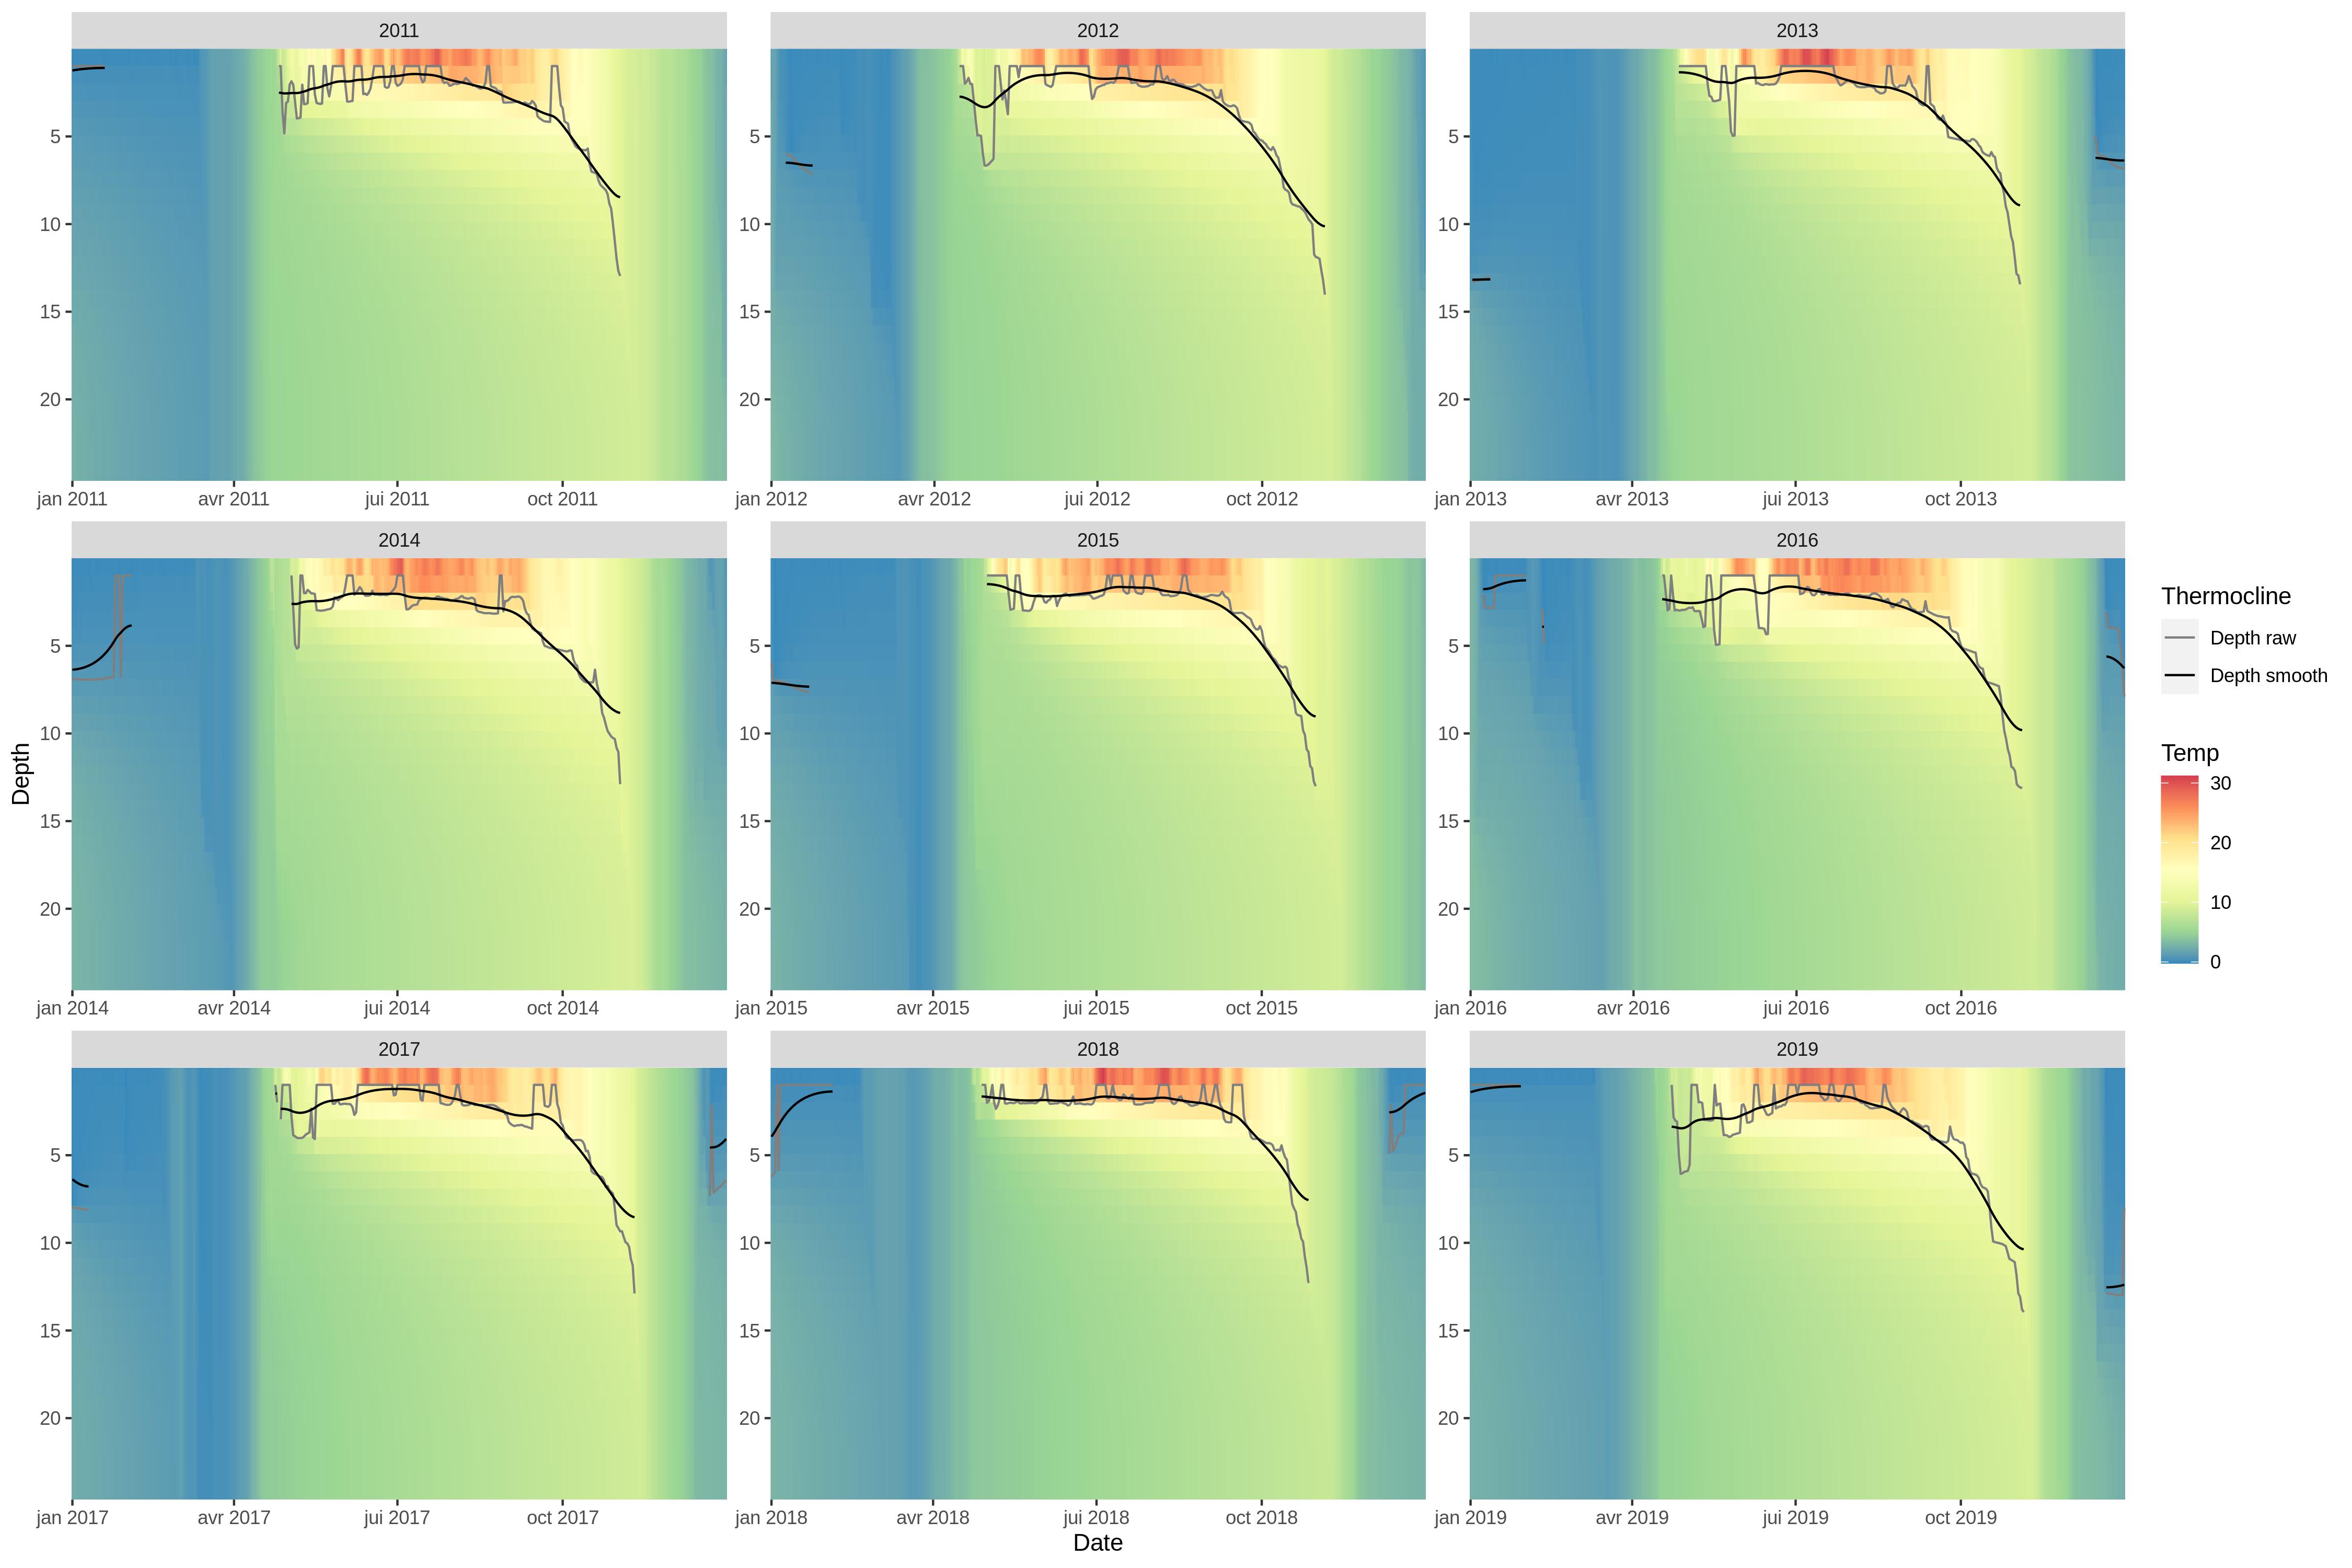 2011
2012
2013
5
10
15
20
5
10
15
20
5
10
15
20
jan 2011
avr 2011
jui 2011
oct 2011
jan 2012
avr 2012
jui 2012
oct 2012
jan 2013
avr 2013
jui 2013
oct 2013
2014
2015
2016
Depth
5
10
15
20
5
10
15
20
5
10
15
20
jan 2014
avr 2014
jui 2014
oct 2014
jan 2015
avr 2015
jui 2015
oct 2015
jan 2016
avr 2016
jui 2016
oct 2016
Thermocline
Depth raw
Depth smooth
Temp
30
20
10
0
2017
2018
2019
5
10
15
20
5
10
15
20
5
10
15
20
jan 2017
avr 2017
jui 2017
oct 2017
jan 2018
avr 2018
jui 2018
oct 2018
jan 2019
avr 2019
jui 2019
oct 2019
Date